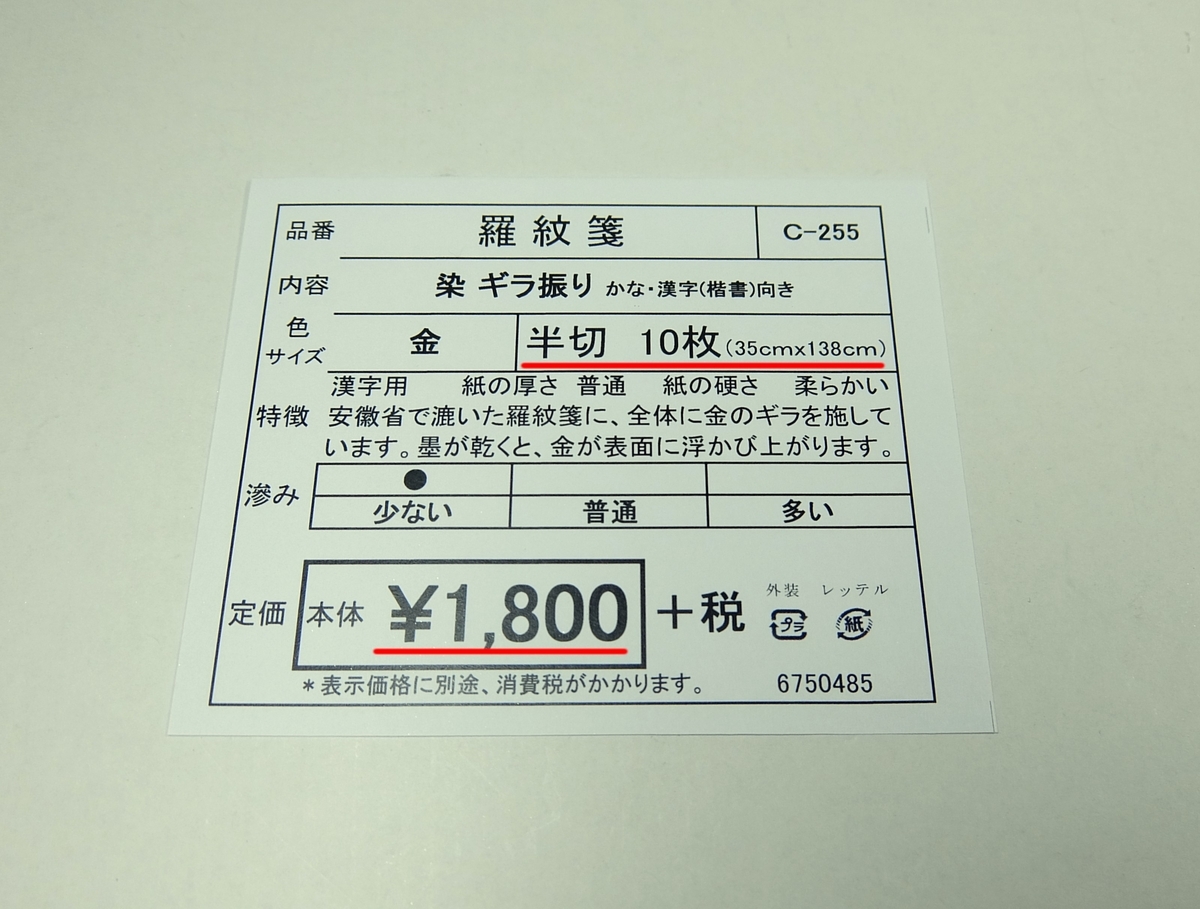 品番 羅紋箋 C-255
内容 染 ギラ振り かな・漢字(楷書)向き
色
サイズ 金 半切 10枚(35cmx138cm)
漢字用 紙の厚さ 普通 紙の硬さ 柔らかい
特徴 安徽省で漉いた羅紋箋に、全体に金のギラを施して
います。墨が乾くと、金が表面に浮かび上がります。
滲み ●
少ない 普通 多い
外装 レッテル
定価 本体 ¥1,800 +税 プラ 紙
*表示価格に別途、消費税がかかります。 6750485